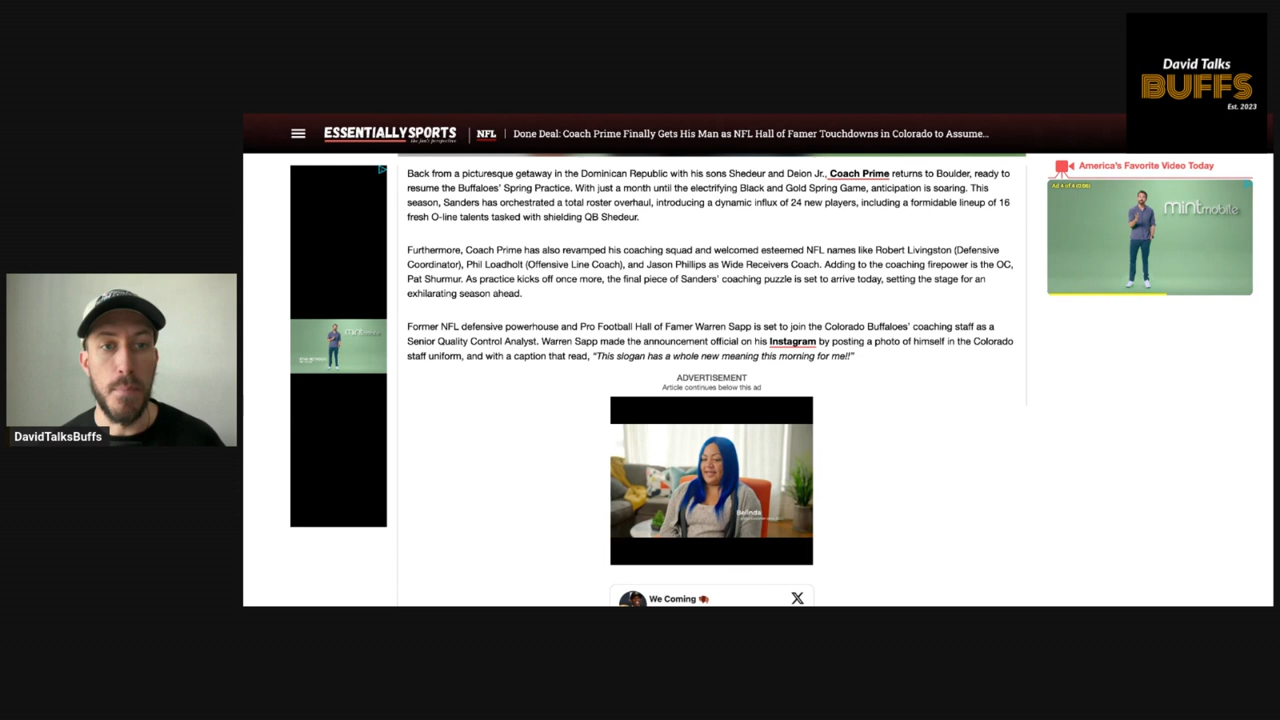 David Talks
BUFFS
Est. 2023
ESSENTIALLYSPORTS
NFL
Done Deal: Coach Prime Finally Gets His Man as NFL Hall of Famer Touchdowns in Colorado to Assume...
Back from a picturesque getaway in the Dominican Republic with his sons Shedeur and Deion Jr., Coach Prime returns to Boulder, ready to
resume the Buffaloes' Spring Practice. With just a month until the electrifying Black and Gold Spring Game, anticipation is soaring. This
season, Sanders has orchestrated a total roster overhaul, introducing a dynamic influx of 24 new players, including a formidable lineup of 16
fresh O-line talents tasked with shielding QB Shedeur.
Furthermore, Coach Prime has also revamped his coaching squad and welcomed esteemed NFL names like Robert Livingston (Defensive
Coordinator), Phil Loadholt (Offensive Line Coach), and Jason Phillips as Wide Receivers Coach. Adding to the coaching firepower is the OC,
Pat Shurmur. As practice kicks off once more, the final piece of Sanders' coaching puzzle is set to arrive today, setting the stage for an
exhilarating season ahead.
Former NFL defensive powerhouse and Pro Football Hall of Famer Warren Sapp is set to join the Colorado Buffaloes' coaching staff as a
Senior Quality Control Analyst. Warren Sapp made the announcement official on his Instagram by posting a photo of himself in the Colorado
staff uniform, and with a caption that read, "This slogan has a whole new meaning this morning for me!!"
ADVERTISEMENT
Article continues below this ad
Belinda
We Coming
America's Favorite Video Today
Ad 4 of 4 (0:06)
mintmobile
mintmobile
DavidTalksBuffs